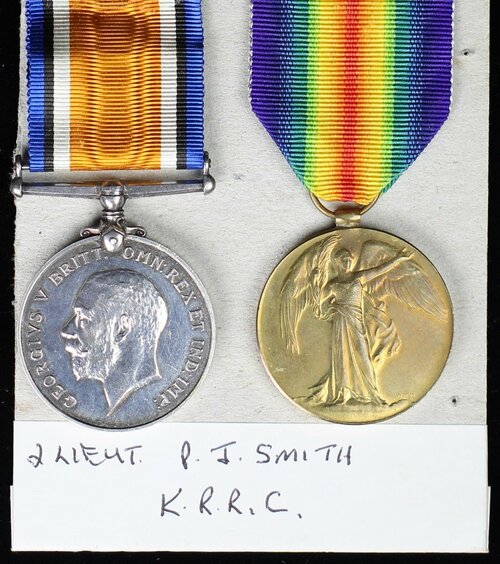 GEORGIVS V BRITT: OMN: REX ET IND: IMP:
2 LIEUT. P. J. SMITH
K. R. R. C.